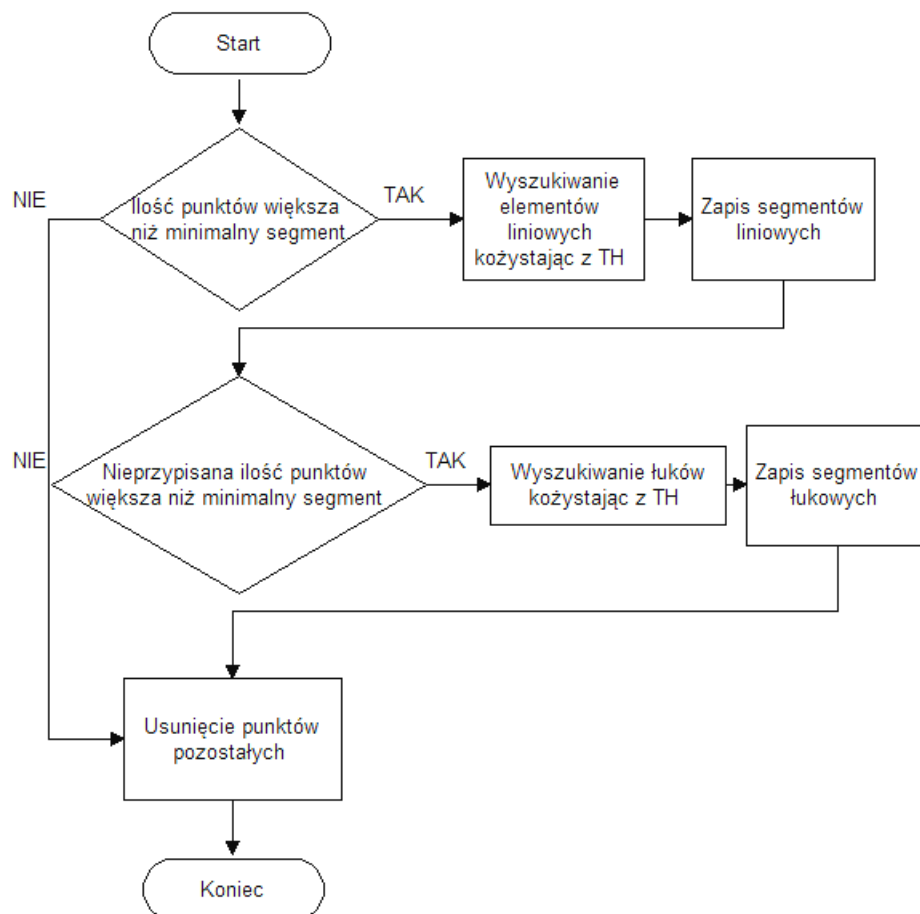 Start
NIE
Ilość punktów większa
niż minimalny segment
TAK
Wyszukiwanie
elementów
liniowych
kożystając z TH
Zapis segmentów
liniowych
NIE
Nieprzypisana ilość punktów
większa niż minimalny segment
TAK
Wyszukiwanie łuków
kożystając z TH
Zapis segmentów
łukowych
Usunięcie punktów
pozostałych
Koniec